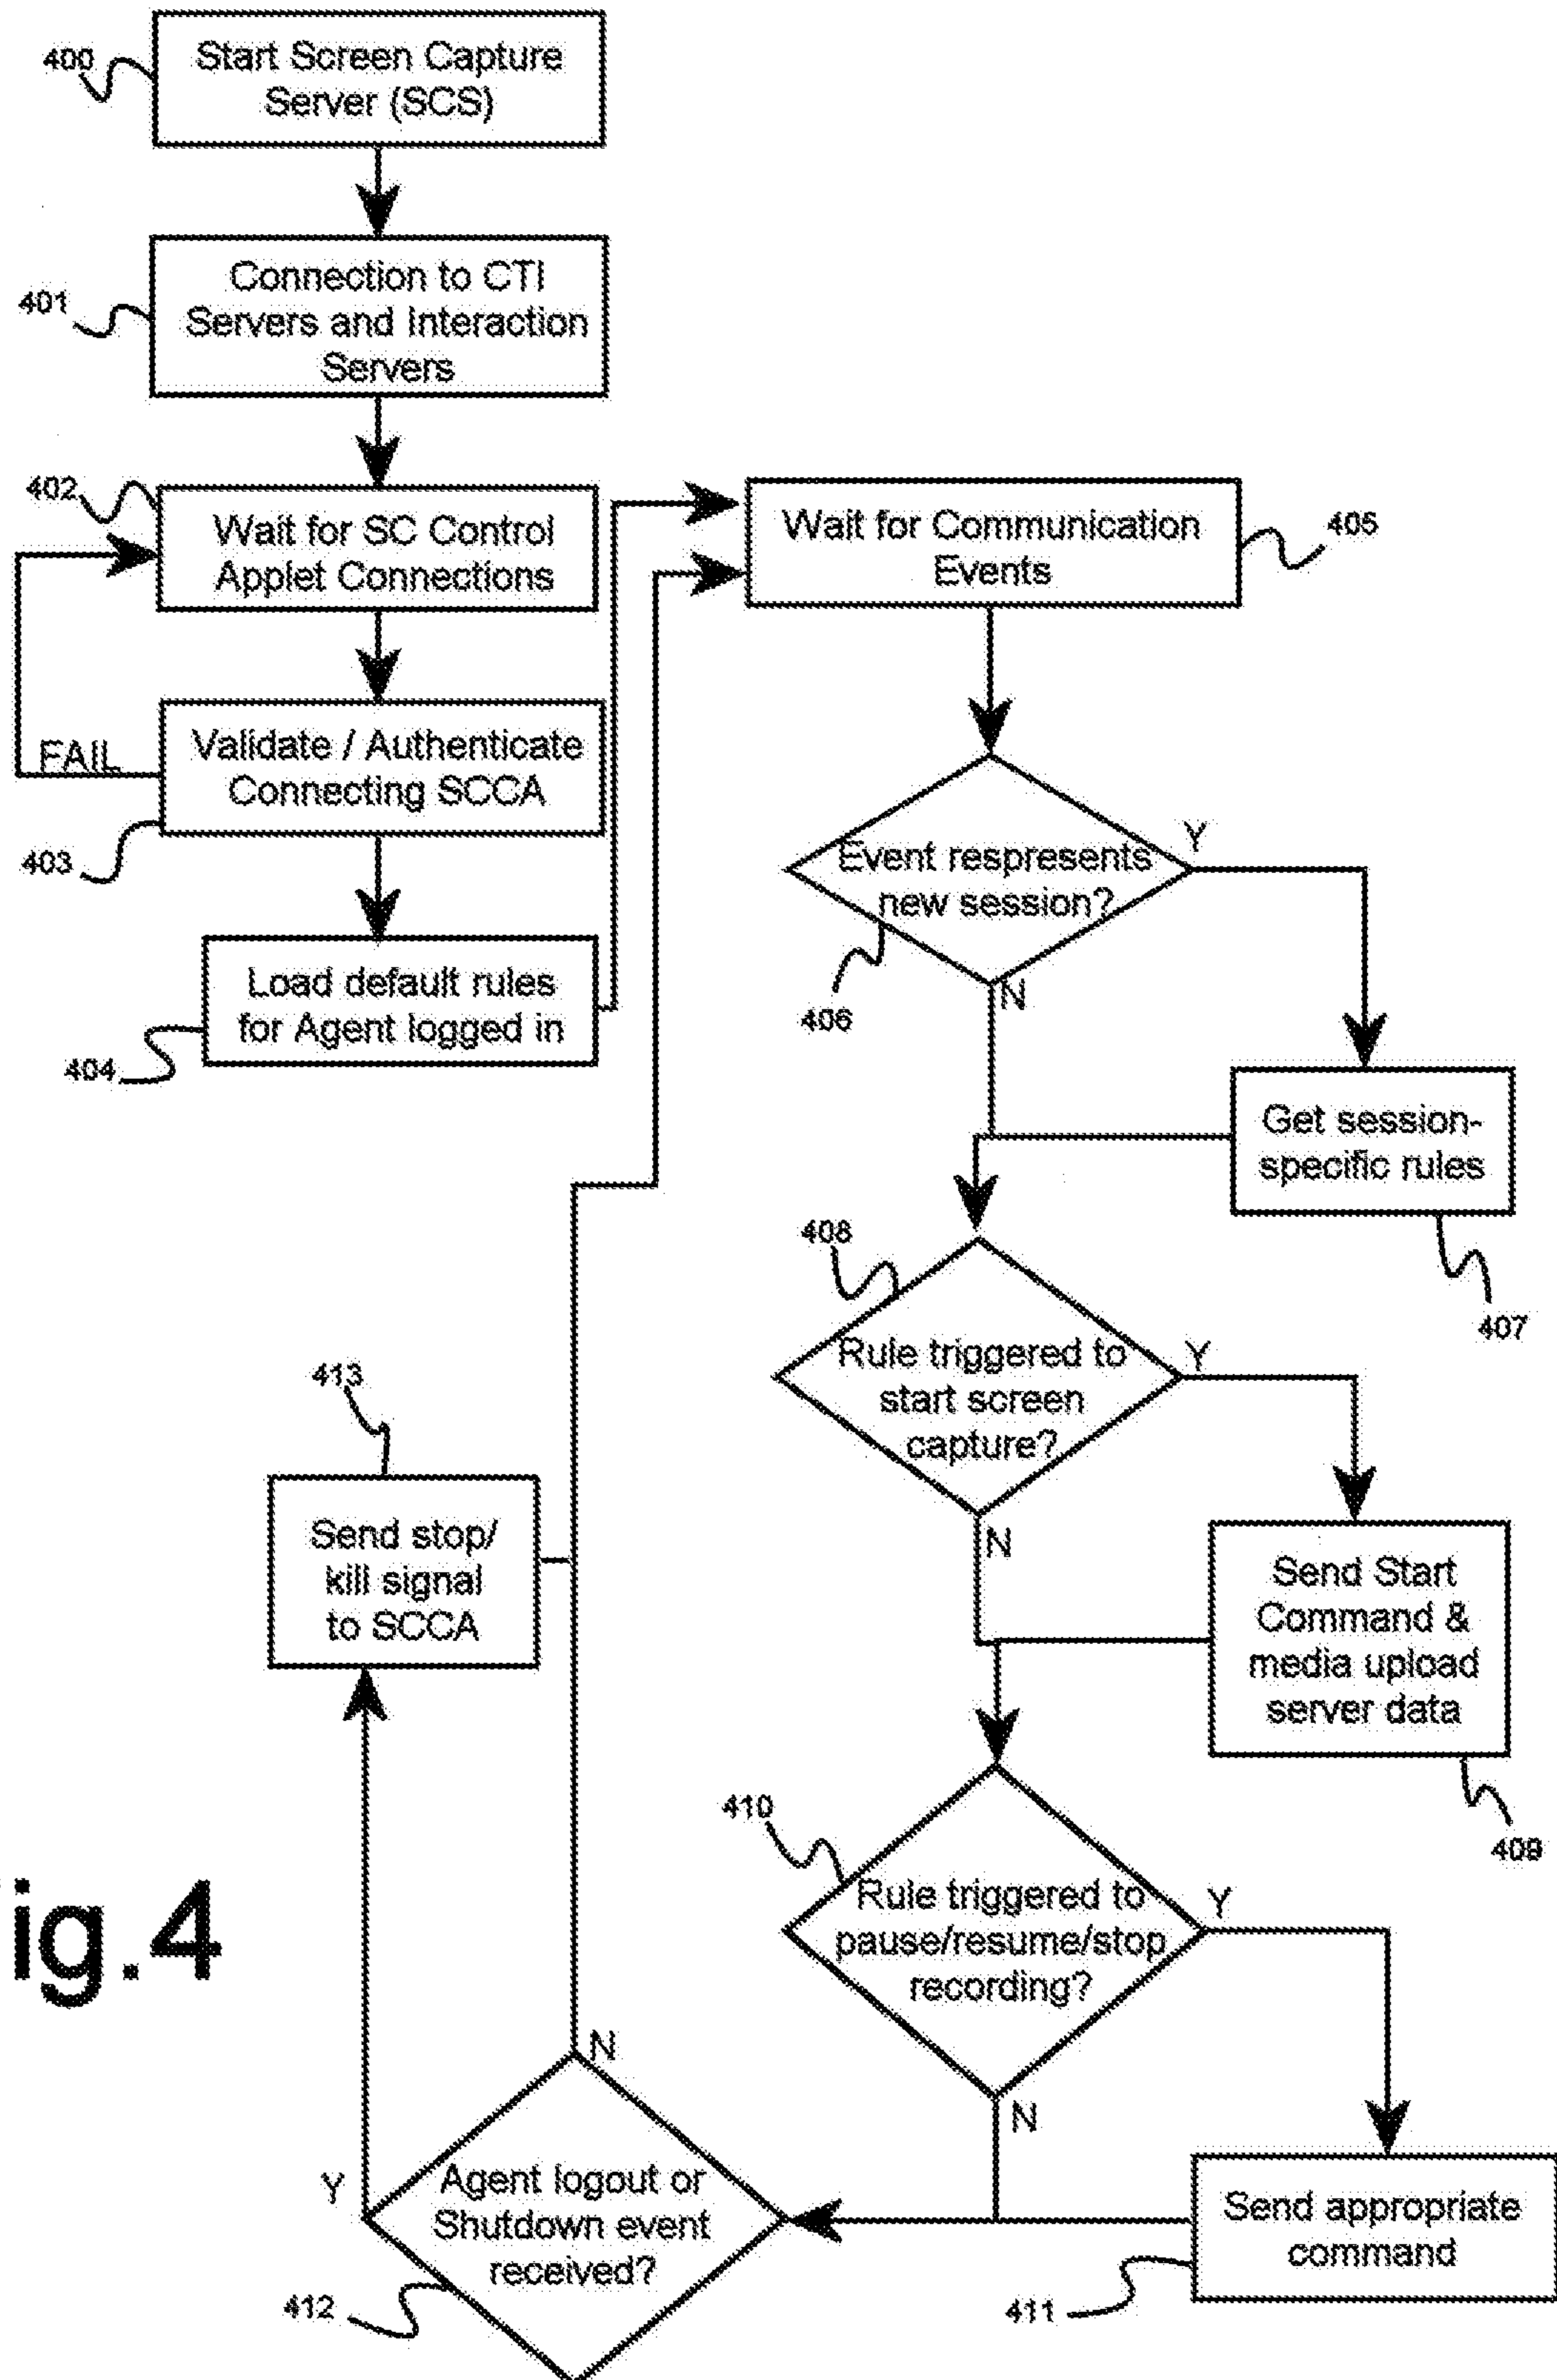 400
Start Screen Capture
Server (SCS)
401
Connection to CTI
Servers and Interaction
Servers
402
Wait for SC Control
Applet Connections
FAIL
Validate / Authenticate
Connecting SCCA
403
Load default rules
for Agent logged in
404
Wait for Communication
Events
405
Event respresents
new session?
Y
N
406
Get session-
specific rules
407
408
Rule triggered to
start screen
capture?
Y
N
Send Start
Command &
media upload
server data
409
410
Rule triggered to
pause/resume/stop
recording?
Y
N
Send appropriate
command
411
Agent logout or
Shutdown event
received?
N
Y
412
413
Send stop/
kill signal
to SCCA
ig.4